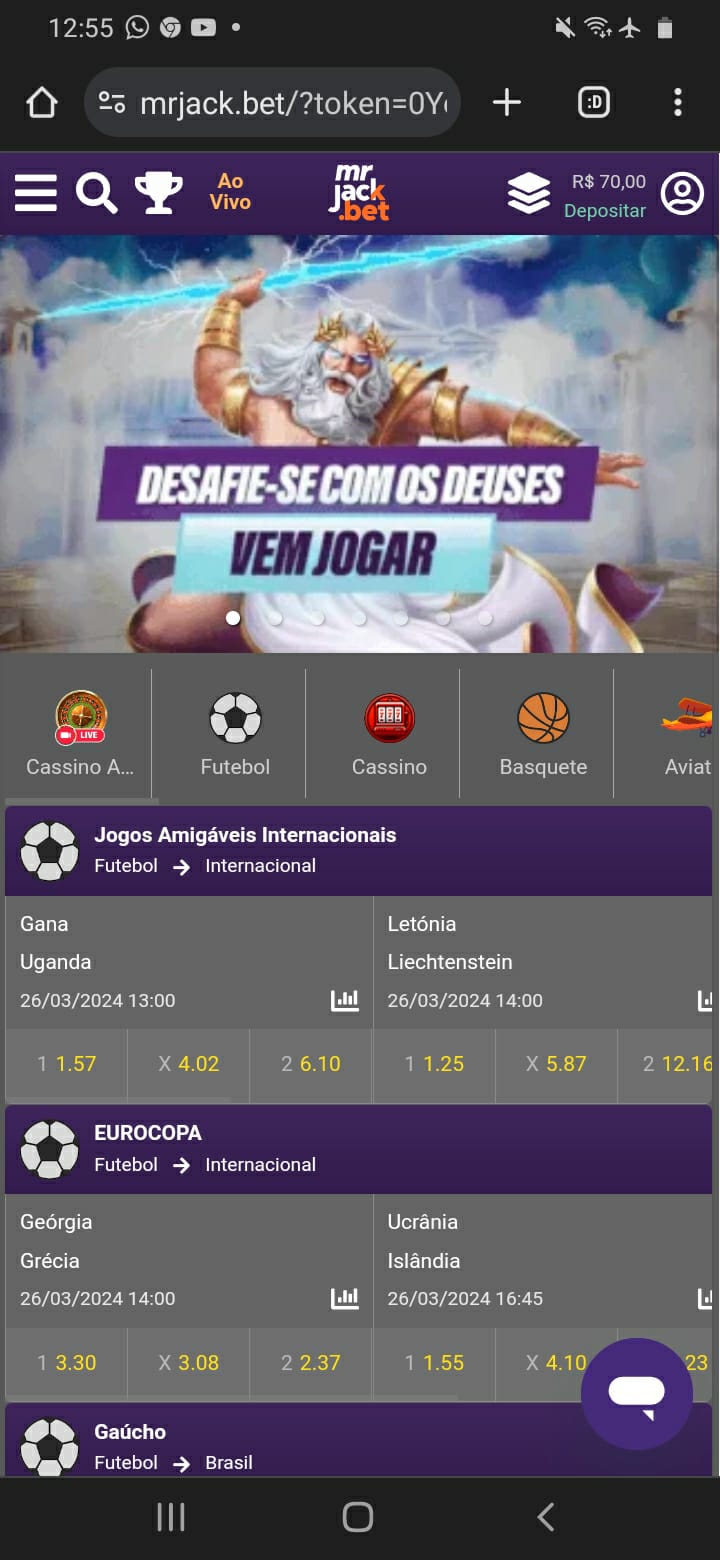 12:55
mrjack.bet/?token=0Y
:D
Ao
Vivo
mr.
jack
.bet
R$ 70,00
Depositar
DESAFIE-SE COM OS DEUSES
VEM JOGAR
LIVE
Cassino A...
Futebol
Cassino
Basquete
Aviat
Jogos Amigáveis Internacionais
Futebol → Internacional
Gana
Uganda
26/03/2024 13:00
1 1.57 X 4.02 2 6.10
Letónia
Liechtenstein
26/03/2024 14:00
1 1.25 X 5.87 2 12.16
EUROCOPA
Futebol → Internacional
Geórgia
Grécia
26/03/2024 14:00
1 3.30 X 3.08 2 2.37
Ucrânia
Islândia
26/03/2024 16:45
1 1.55 X 4.10 23
Gaúcho
Futebol → Brasil